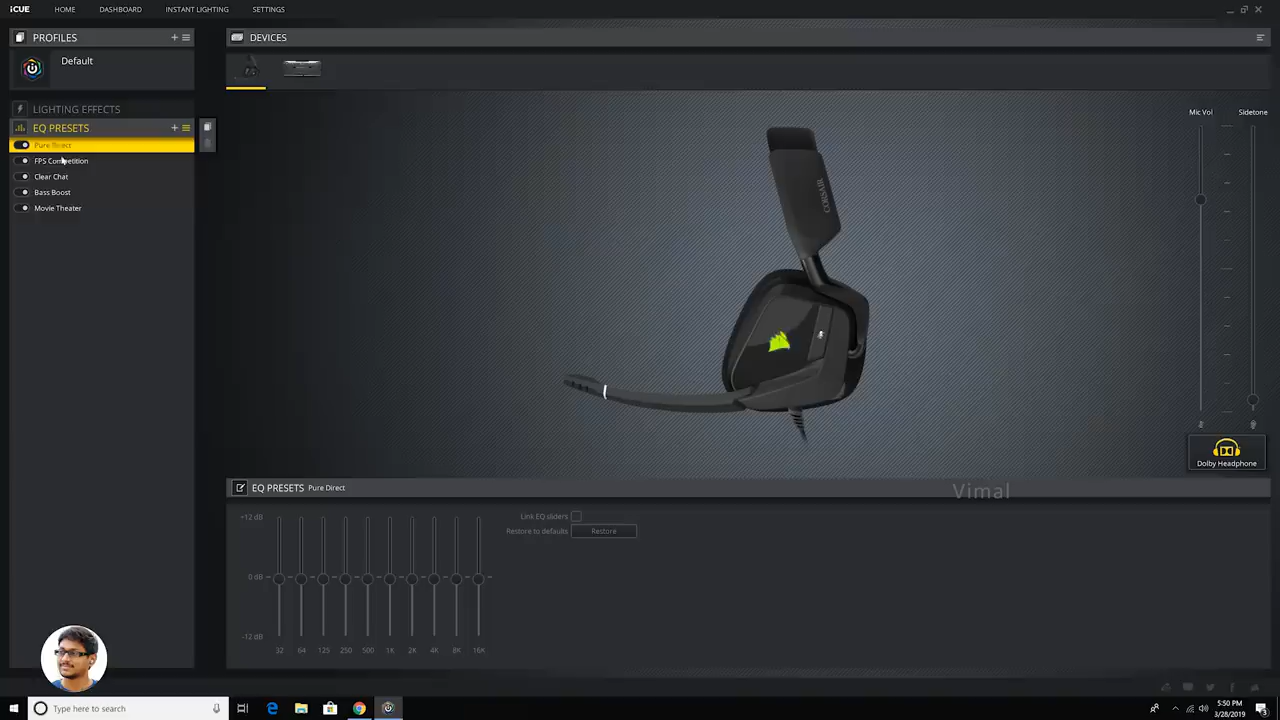 iCUE HOME DASHBOARD INSTANT LIGHTING SETTINGS
PROFILES
DEVICES
Default
LIGHTING EFFECTS
EQ PRESETS
Pure Direct
FPS Competition
Clear Chat
Bass Boost
Movie Theater
Mic Vol Sidetone
CORSAIR
Dolby Headphone
EQ PRESETS Pure Direct
Vimal
+12 dB
0 dB
-12 dB
32 64 125 250 500 1K 2K 4K 8K 16K
Link EQ sliders
Restore to defaults Restore
Type here to search
5:50 PM
3/28/2019
3